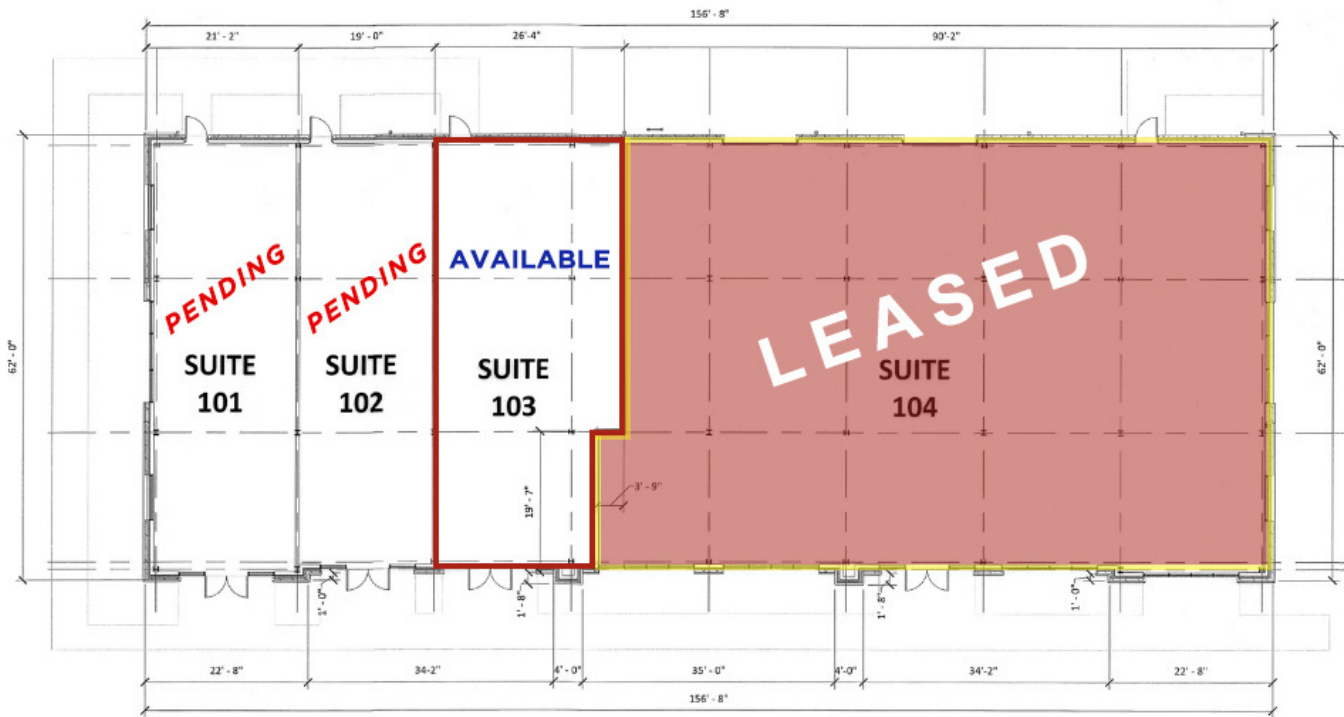 156' - 8"
21' - 2"
19' - 0"
26'-4"
90'-2"
PENDING
PENDING
AVAILABLE
LEASED
62' - 0"
62' - 0"
SUITE
101
SUITE
102
SUITE
103
SUITE
104
19' - 7"
3' - 9"
1' - 0"
1' - 8"
1' - 8"
1' - 0"
22' - 8"
34'-2"
4' - 0"
35' - 0"
4'-0"
34'-2"
22' - 8"
156' - 8"